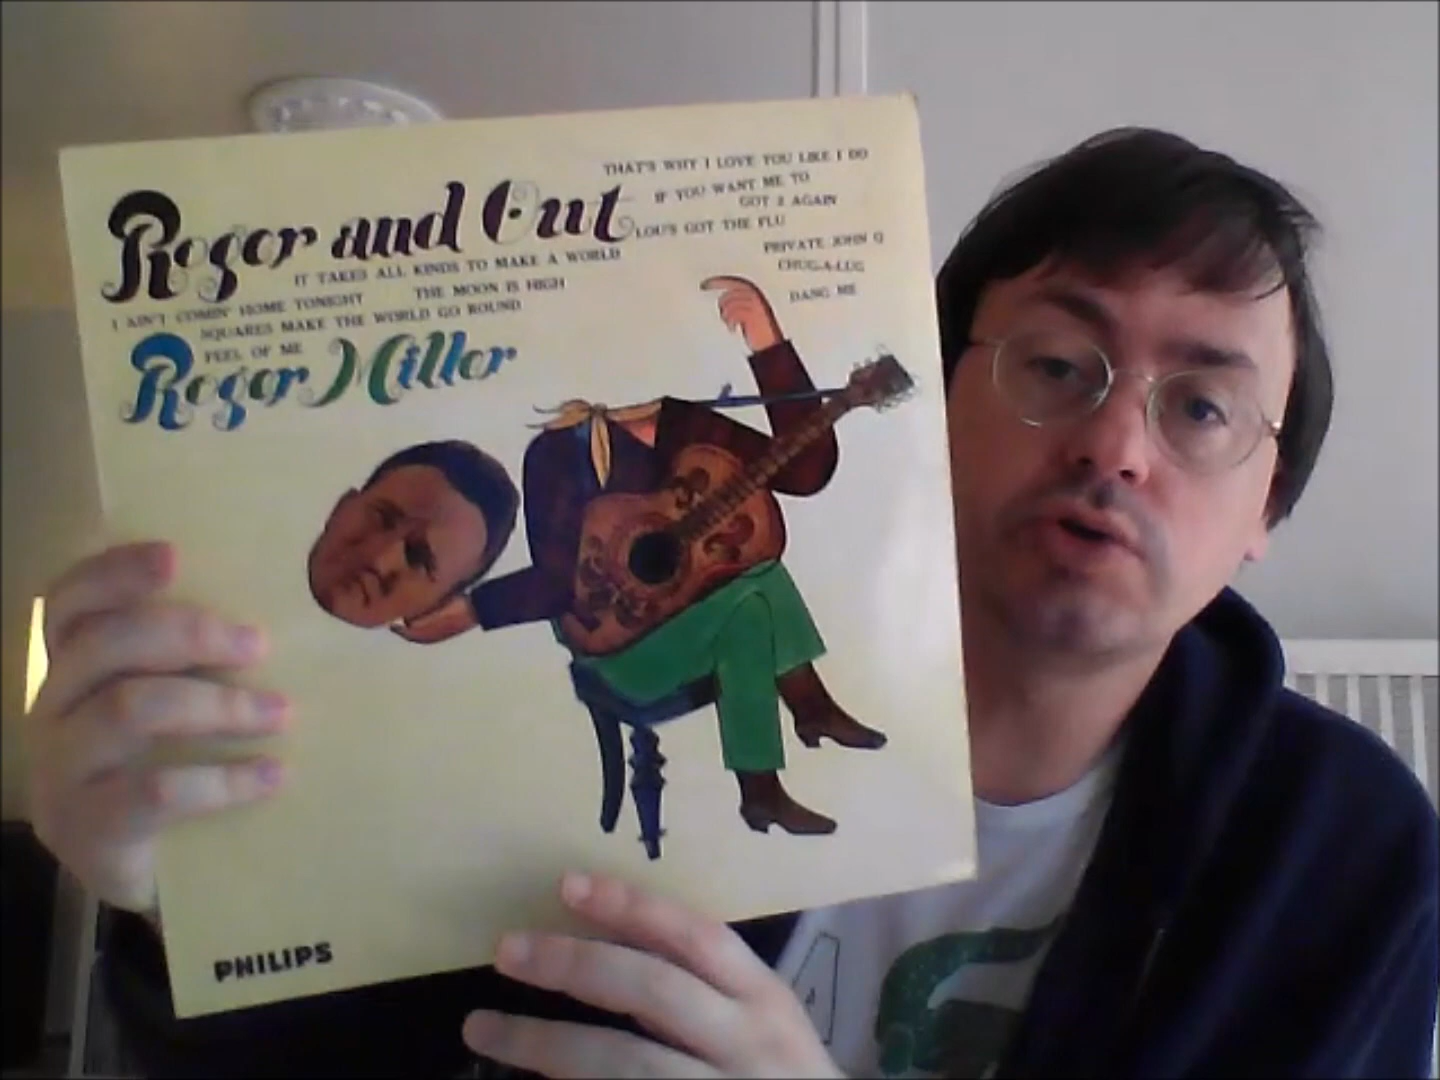 Roger and Out
THAT'S WHY I LOVE YOU LIKE I DO
IF YOU WANT ME TO
GOT 2 AGAIN
LOU'S GOT THE FLU
PRIVATE JOHN Q
CHUG-A-LUG
DANG ME
IT TAKES ALL KINDS TO MAKE A WORLD
I AIN'T COMIN' HOME TONIGHT
THE MOON IS HIGH
SQUARES MAKE THE WORLD GO ROUND
FEEL OF ME
Roger Miller
PHILIPS